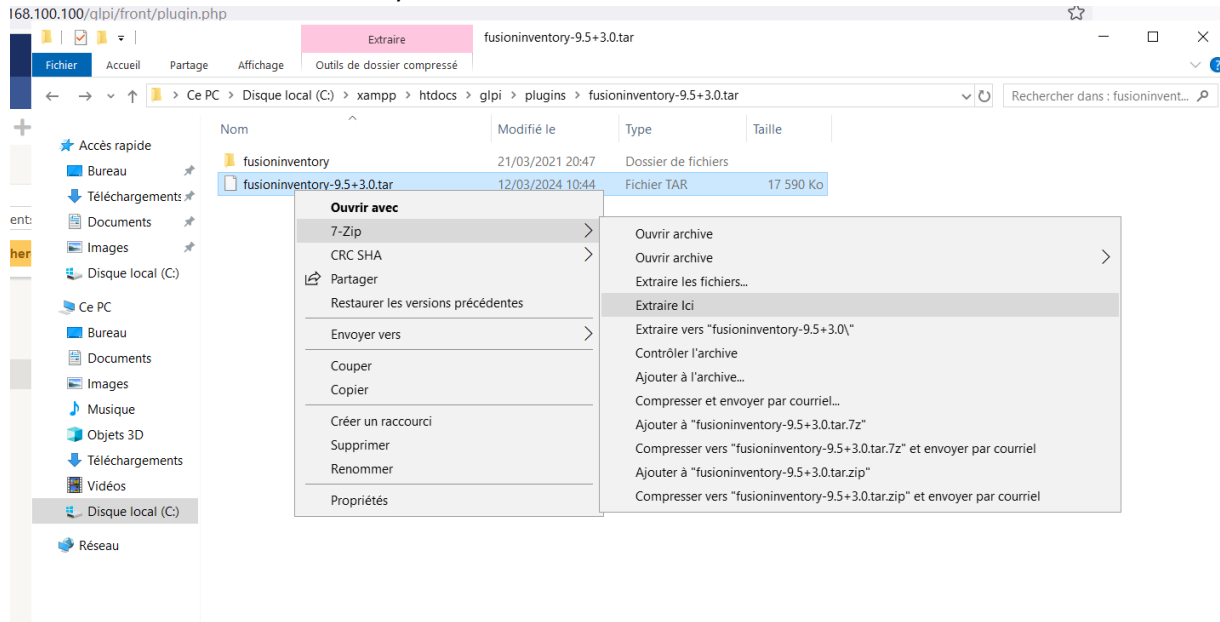 168.100.100/glpi/front/plugin.php
Extraire
fusioninventory-9.5+3.0.tar
Fichier Accueil Partage Affichage Outils de dossier compressé
> Ce PC > Disque local (C:) > xampp > htdocs > glpi > plugins > fusioninventory-9.5+3.0.tar
Rechercher dans : fusioninvent...
Nom Modifié le Type Taille
Accès rapide
fusioninventory 21/03/2021 20:47 Dossier de fichiers
Bureau
fusioninventory-9.5+3.0.tar 12/03/2024 10:44 Fichier TAR 17 590 Ko
Téléchargements
Documents
Images
Disque local (C:)
Ce PC
Bureau
Documents
Images
Musique
Objets 3D
Téléchargements
Vidéos
Disque local (C:)
Réseau
Ouvrir avec
7-Zip
CRC SHA
Partager
Restaurer les versions précédentes
Envoyer vers
Couper
Copier
Créer un raccourci
Supprimer
Renommer
Propriétés
Ouvrir archive
Ouvrir archive
Extraire les fichiers...
Extraire Ici
Extraire vers "fusioninventory-9.5+3.0\"
Contrôler l'archive
Ajouter à l'archive...
Compresser et envoyer par courriel...
Ajouter à "fusioninventory-9.5+3.0.tar.7z"
Compresser vers "fusioninventory-9.5+3.0.tar.7z" et envoyer par courriel
Ajouter à "fusioninventory-9.5+3.0.tar.zip"
Compresser vers "fusioninventory-9.5+3.0.tar.zip" et envoyer par courriel